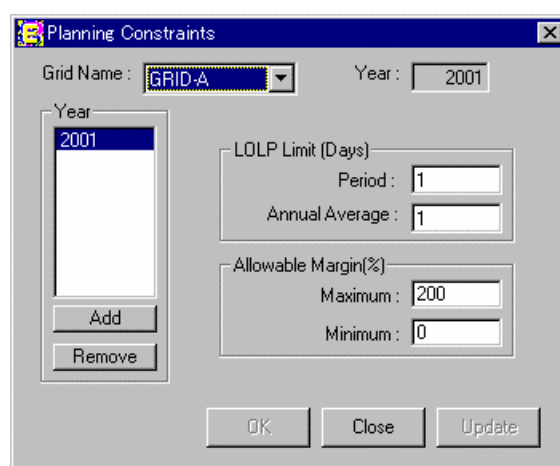 Planning Constraints
Grid Name : GRID-A Year : 2001
Year
2001
LOLP Limit (Days)
Period : 1
Annual Average : 1
Allowable Margin(%)
Maximum : 200
Minimum : 0
Add
Remove
OK Close Update